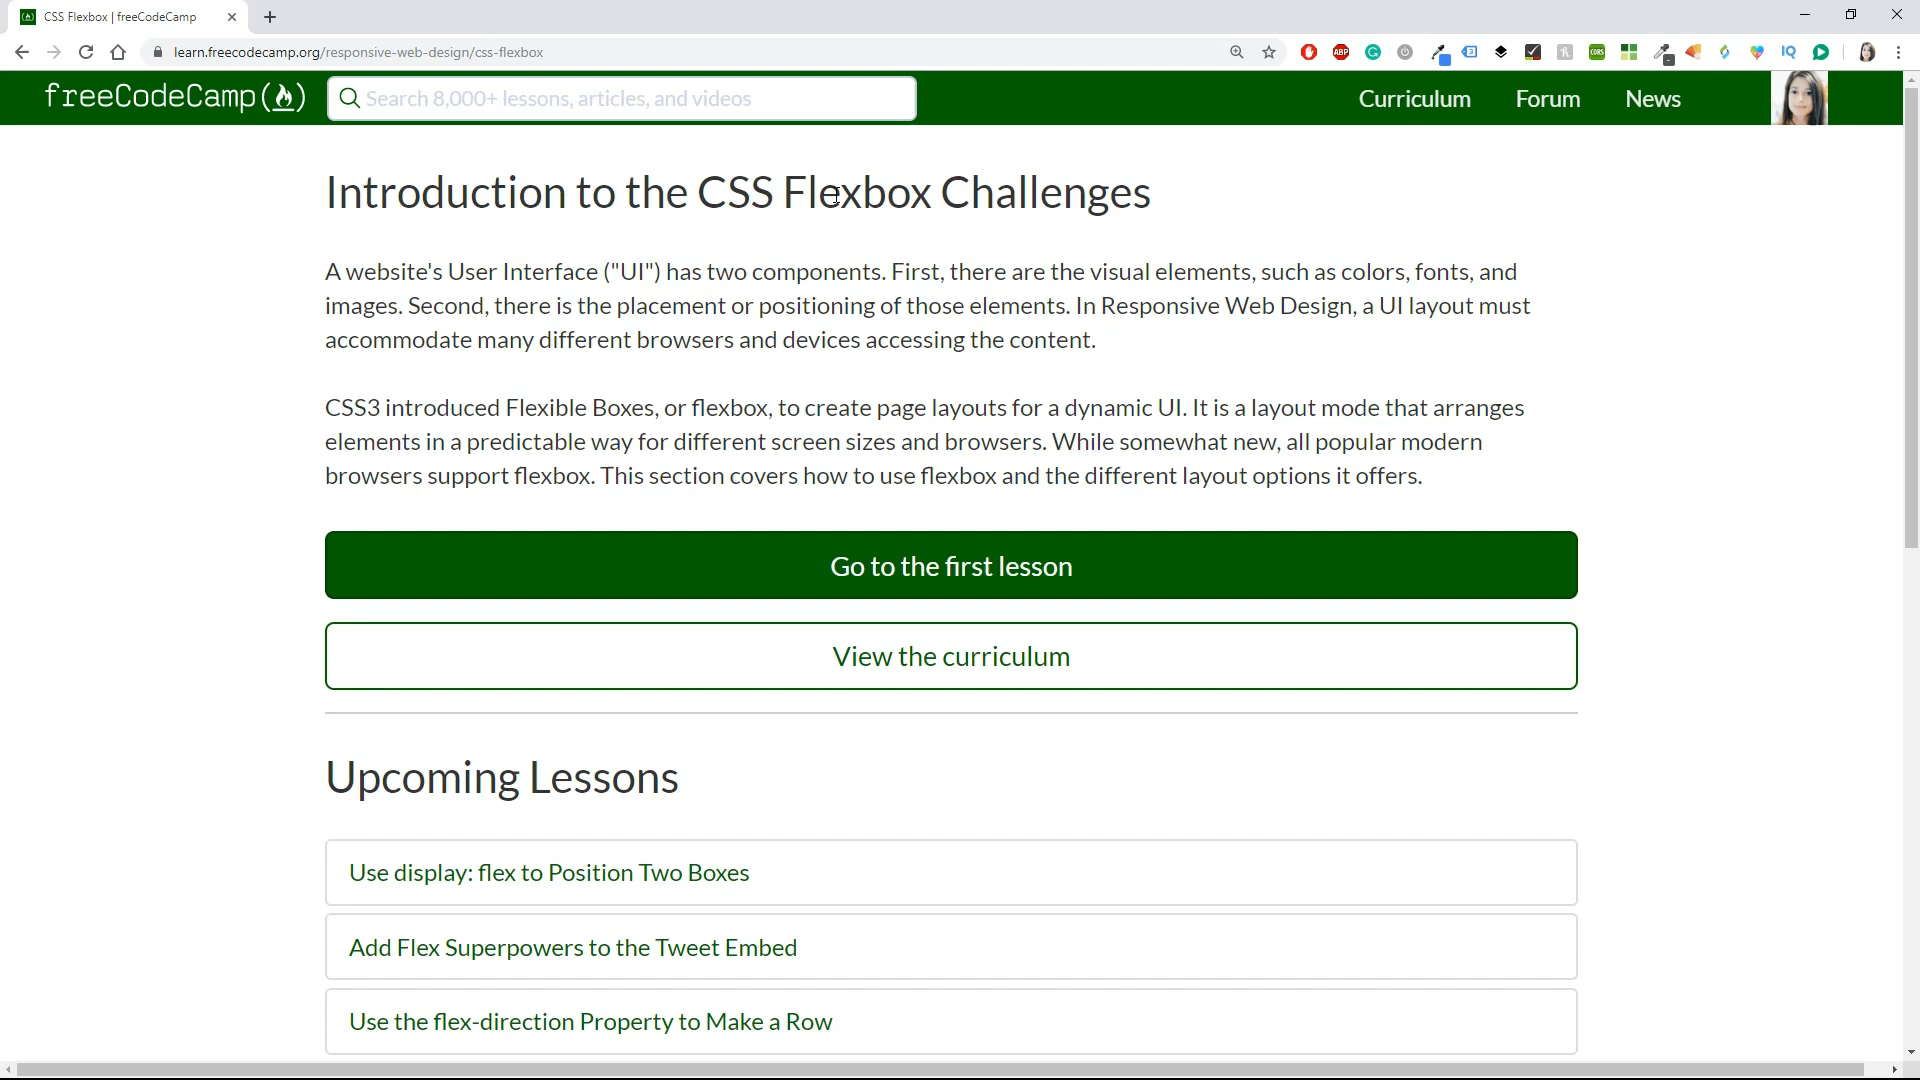 CSS Flexbox | freeCodeCamp
learn.freecodecamp.org/responsive-web-design/css-flexbox
ABP
CORS
IQ
freeCodeCamp(🔥)
Search 8,000+ lessons, articles, and videos
Curriculum
Forum
News
Introduction to the CSS Flexbox Challenges
A website's User Interface ("UI") has two components. First, there are the visual elements, such as colors, fonts, and
images. Second, there is the placement or positioning of those elements. In Responsive Web Design, a UI layout must
accommodate many different browsers and devices accessing the content.
CSS3 introduced Flexible Boxes, or flexbox, to create page layouts for a dynamic UI. It is a layout mode that arranges
elements in a predictable way for different screen sizes and browsers. While somewhat new, all popular modern
browsers support flexbox. This section covers how to use flexbox and the different layout options it offers.
Go to the first lesson
View the curriculum
Upcoming Lessons
Use display: flex to Position Two Boxes
Add Flex Superpowers to the Tweet Embed
Use the flex-direction Property to Make a Row